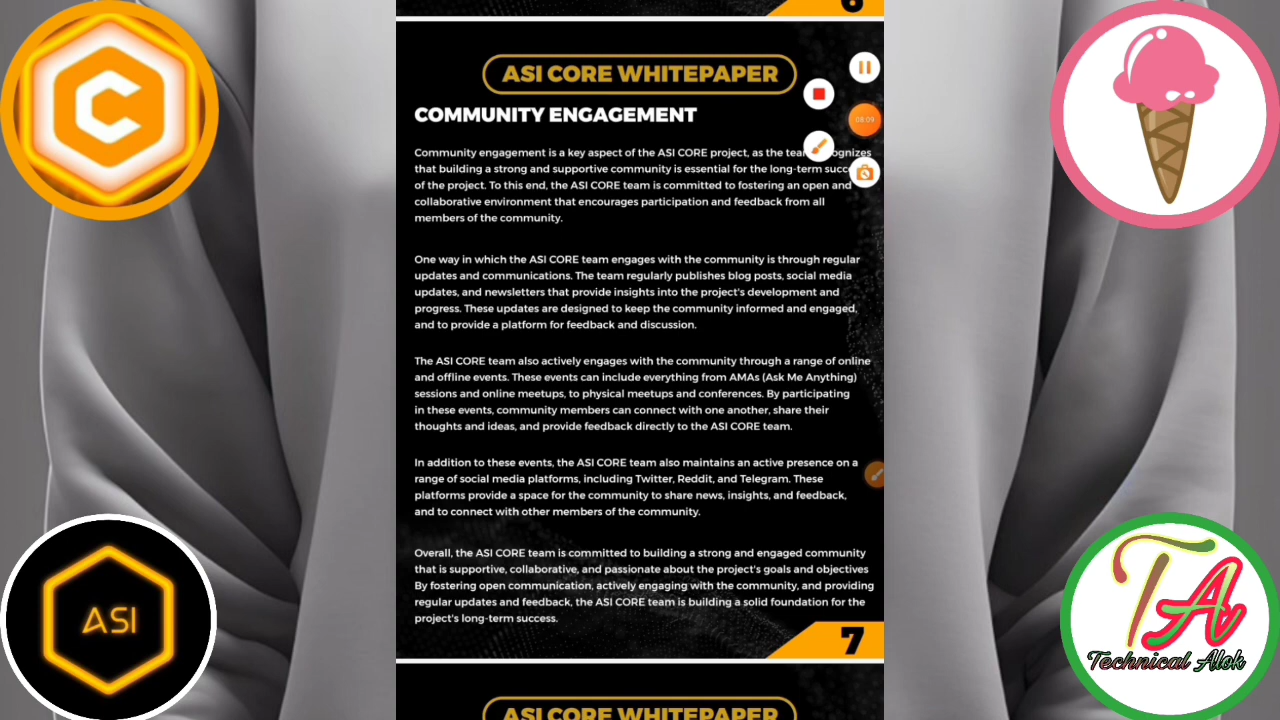 6
ASI CORE WHITEPAPER
COMMUNITY ENGAGEMENT
08:09
Community engagement is a key aspect of the ASI CORE project, as the
that building a strong and supportive community is essential for the long-term
of the project. To this end, the ASI CORE team is committed to fostering an open and
collaborative environment that encourages participation and feedback from all
members of the community.
One way in which the ASI CORE team engages with the community is through regular
updates and communications. The team regularly publishes blog posts, social media
updates, and newsletters that provide insights into the project's development and
progress. These updates are designed to keep the community informed and engaged,
and to provide a platform for feedback and discussion.
The ASI CORE team also actively engages with the community through a range of online
and offline events. These events can include everything from AMAs (Ask Me Anything)
sessions and online meetups, to physical meetups and conferences. By participating
in these events, community members can connect with one another, share their
thoughts and ideas, and provide feedback directly to the ASI CORE team.
In addition to these events, the ASI CORE team also maintains an active presence on a
range of social media platforms, including Twitter, Reddit, and Telegram. These
platforms provide a space for the community to share news, insights, and feedback,
and to connect with other members of the community.
Overall, the ASI CORE team is committed to building a strong and engaged community
that is supportive, collaborative, and passionate about the project's goals and objectives
By fostering open communication, actively engaging with the community, and providing
regular updates and feedback, the ASI CORE team is building a solid foundation for the
project's long-term success.
7
ASI CORE WHITEPAPER
C
ASI
TA
Technical Alok